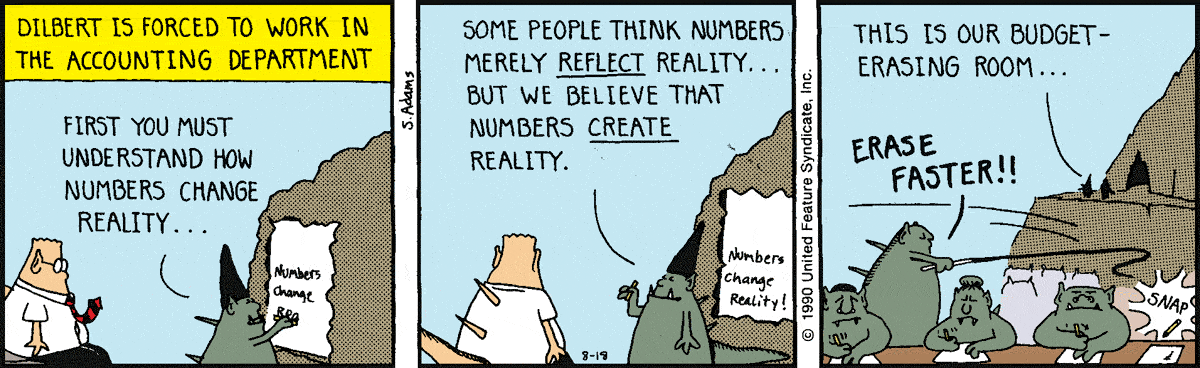 DILBERT IS FORCED TO WORK IN
THE ACCOUNTING DEPARTMENT
FIRST YOU MUST
UNDERSTAND HOW
NUMBERS CHANGE
REALITY...
Numbers
Change
S. Adams
SOME PEOPLE THINK NUMBERS
MERELY REFLECT REALITY...
BUT WE BELIEVE THAT
NUMBERS CREATE
REALITY.
Numbers
Change
Reality!
8-18
© 1990 United Feature Syndicate, Inc.
THIS IS OUR BUDGET-
ERASING ROOM...
ERASE
FASTER!!
SNAP